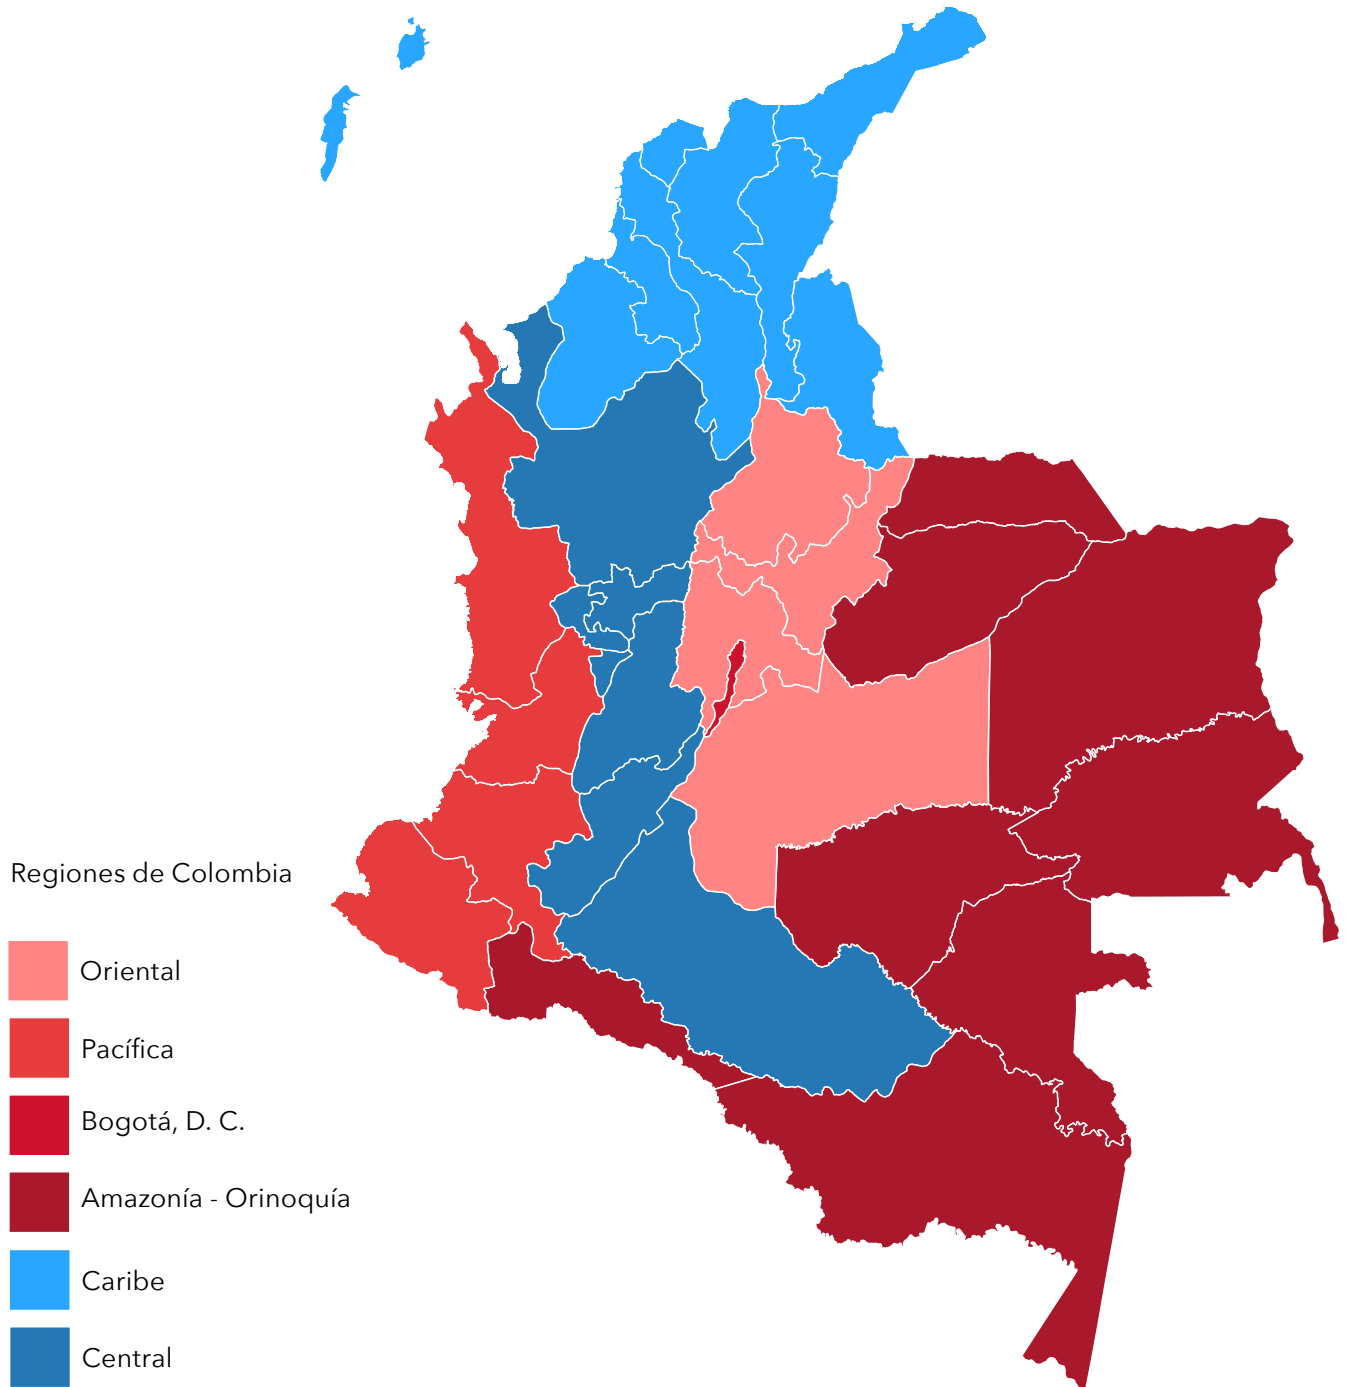 Regiones de Colombia
Oriental
Pacífica
Bogotá, D. C.
Amazonía - Orinoquía
Caribe
Central